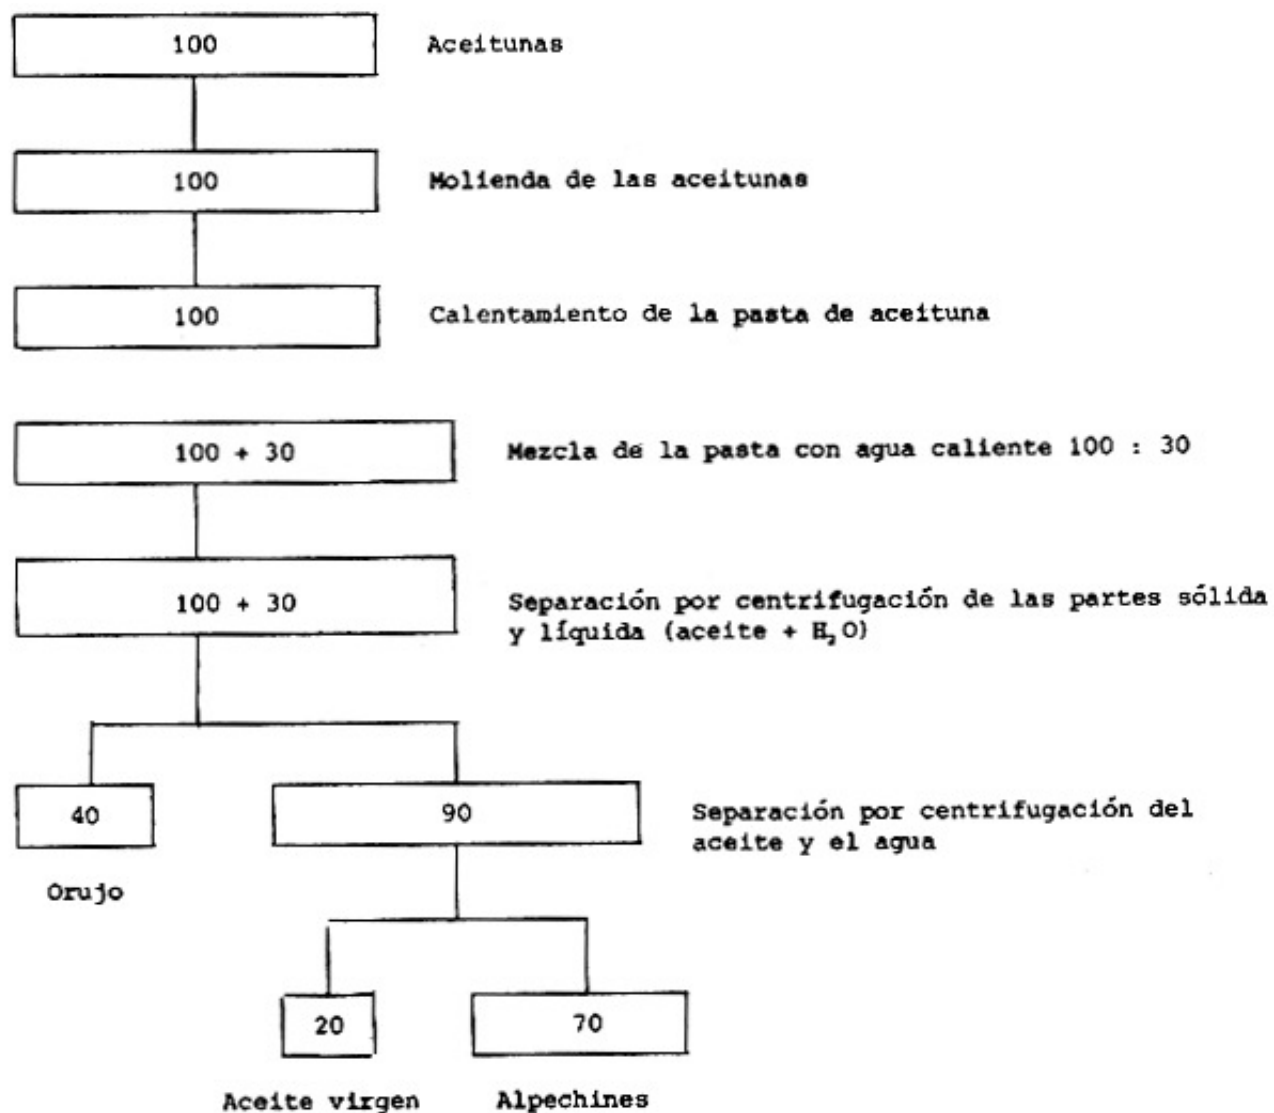 100 Aceitunas
100 Molienda de las aceitunas
100 Calentamiento de la pasta de aceituna
100 + 30 Mezcla de la pasta con agua caliente 100 : 30
100 + 30 Separación por centrifugación de las partes sólida
y líquida (aceite + H₂O)
40 90 Separación por centrifugación del
aceite y el agua
Orujo
20 70
Aceite virgen Alpechines